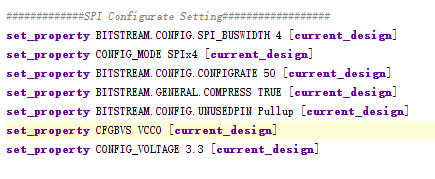 #############SPI Configurate Setting##################
set_property BITSTREAM.CONFIG.SPI_BUSWIDTH 4 [current_design]
set_property CONFIG_MODE SPIx4 [current_design]
set_property BITSTREAM.CONFIG.CONFIGRATE 50 [current_design]
set_property BITSTREAM.GENERAL.COMPRESS TRUE [current_design]
set_property BITSTREAM.CONFIG.UNUSEDPIN Pullup [current_design]
set_property CFGBVS VCCO [current_design]
set_property CONFIG_VOLTAGE 3.3 [current_design]